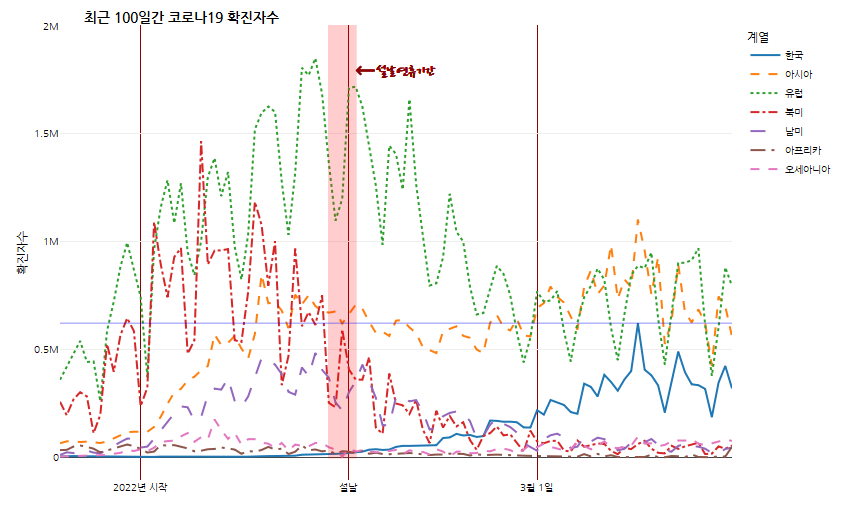 최근 100일간 코로나19 확진자수
2M
1.5M
1M
0.5M
0
확진자수
설날연휴기간
2022년 시작
설날
3월 1일
계열
한국
아시아
유럽
북미
남미
아프리카
오세아니아